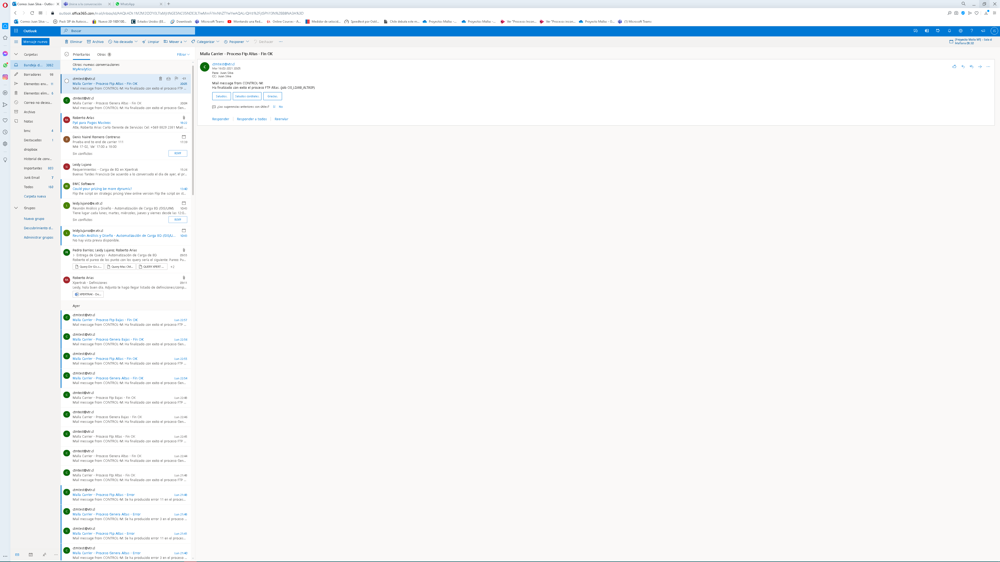 Correo: Juan Silva - Outlook
Unirse a la conversación
WhatsApp
outlook.office365.com/mail/inbox/id/
Correo: Juan Silva -...
Pack SIP de Autoco...
Nuevo 20-180X100...
Estados Unidos (EE...
Downloads
Microsoft Teams
Montando una Red...
Online Courses - A...
Medidor de velocid...
Speedtest por Ookl...
Chile debuta este m...
Proyectos Mallas -...
Proyectos Mallas -...
Ver "Procesos Incon...
Ver "Procesos incon...
Proyecto Mallas - O...
(1) Microsoft Teams
Outlook
Buscar
JS
Mensaje nuevo
Eliminar
Archivo
No deseado
Limpiar
Mover a
Categorizar
Posponer
Deshacer
[Proyecto Malla M1] - Sala d
Mañana 08:30
Carpetas
Bandeja d... 3062
Borradores 98
Elementos env... 11
Elementos elim... 6
Correo no desea...
Archivo
Notas
bmc 4
Destacados 1
dropbox
Historial de conv...
Importantes 803
Junk Email 7
Todos 160
Carpeta nueva
Grupos
Nuevo grupo
Descubrimiento d...
Administrar grupos
Prioritarios
Otros 1
Filtrar
Otros: nuevas conversaciones
MyAnalytics
ctmtest@vtr.cl
Malla Carrier - Proceso Ftp Altas - Fin OK 20:05
Mail message from CONTROL-M: Ha finalizado con exito el proceso FTP ...
C
ctmtest@vtr.cl
Malla Carrier - Proceso Genera Altas - Fin OK 20:04
Mail message from CONTROL-M: Ha finalizado con exito el proceso Gen...
RA
Roberto Arias
Ppt para Pagos Masivos 18:22
Atte, Roberto Arias Carlo Gerente de Servicios Cel: +569 8829 2381 Mail: ...
D
Denis Nairel Romero Contreras
Prueba end to end de carrier 111 17:39
Mié 17-02, 'de' 17:00 a 18:00
Sin conflictos
RSVP
LL
Leidy Lujano
Requerimientos - Carga de BD en Xpertrak 15:26
Buenas Tardes Francisco De acuerdo a lo conversado el dia de ayer, el pr...
BS
BMC Software
Could your pricing be more dynamic? 13:40
Flip the script on strategic pricing View online version Flip the script on st...
L
leidy.lujano@e.vtr.cl
Reunión Análisis y Diseño - Automatización de Carga BD (GIS/UIM) 10:43
Tiene lugar cada lunes, martes, miércoles, jueves y viernes desde las 12:0...
Sin conflictos
RSVP
L
leidy.lujano@e.vtr.cl
Reunión Análisis y Diseño - Automatización de Carga BD (GIS/U... 10:43
No hay vista previa disponible.
PB
Pedro Barrios; Leidy Lujano; Roberto Arias
Entrega de Querys - Automatización de Carga de BD 09:55
Roberto el pareo de los punto con los query sería el siguiente: Pareo: Pu...
Query Dir Gis.s...
Query Mac CM...
QUERY XPERT ...
+2
RA
Roberto Arias
Xpertrak - Definiciones 09:11
Leidy, hola buen día. Adjunto te hago llegar listado de definiciones/comp...
XPERTRAK - De...
Ayer
C
ctmtest@vtr.cl
Malla Carrier - Proceso Ftp Bajas - Fin OK Lun 22:57
Mail message from CONTROL-M: Ha finalizado con exito el proceso FTP ...
C
ctmtest@vtr.cl
Malla Carrier - Proceso Genera Bajas - Fin OK Lun 22:56
Mail message from CONTROL-M: Ha finalizado con exito el proceso Gen...
C
ctmtest@vtr.cl
Malla Carrier - Proceso Ftp Altas - Fin OK Lun 22:55
Mail message from CONTROL-M: Ha finalizado con exito el proceso FTP ...
C
ctmtest@vtr.cl
Malla Carrier - Proceso Genera Altas - Fin OK Lun 22:54
Mail message from CONTROL-M: Ha finalizado con exito el proceso Gen...
C
ctmtest@vtr.cl
Malla Carrier - Proceso Ftp Bajas - Fin OK Lun 22:48
Mail message from CONTROL-M: Ha finalizado con exito el proceso FTP ...
C
ctmtest@vtr.cl
Malla Carrier - Proceso Genera Bajas - Fin OK Lun 22:46
Mail message from CONTROL-M: Ha finalizado con exito el proceso Gen...
C
ctmtest@vtr.cl
Malla Carrier - Proceso Ftp Altas - Fin OK Lun 22:45
Mail message from CONTROL-M: Ha finalizado con exito el proceso FTP ...
C
ctmtest@vtr.cl
Malla Carrier - Proceso Genera Altas - Fin OK Lun 22:44
Mail message from CONTROL-M: Ha finalizado con exito el proceso Gen...
C
ctmtest@vtr.cl
Malla Carrier - Proceso Ftp Altas - Fin OK Lun 21:48
Mail message from CONTROL-M: Ha finalizado con exito el proceso FTP ...
C
ctmtest@vtr.cl
Malla Carrier - Proceso Ftp Altas - Error Lun 21:48
Mail message from CONTROL-M: Se ha producido error 11 en el proces...
C
ctmtest@vtr.cl
Malla Carrier - Proceso Genera Altas - Error Lun 21:48
Mail message from CONTROL-M: Se ha producido error 3 en el proceso ...
C
ctmtest@vtr.cl
Malla Carrier - Proceso Ftp Altas - Error Lun 21:41
Mail message from CONTROL-M: Se ha producido error 11 en el proces...
C
ctmtest@vtr.cl
Malla Carrier - Proceso Genera Altas - Error Lun 21:40
Mail message from CONTROL-M: Se ha producido error 3 en el proceso ...
Malla Carrier - Proceso Ftp Altas - Fin OK
C
ctmtest@vtr.cl
Mar 16-02-2021 20:05
Para: Juan Silva
CC: Juan Silva
Mail message from CONTROL-M:
Ha finalizado con exito el proceso FTP Altas. (job OS_LDIAB_ALTASP)
Saludos.
Saludos cordiales.
Gracias.
¿Las sugerencias anteriores son útiles? Sí No
Responder
Responder a todos
Reenviar